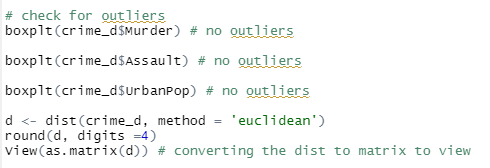 # check for outliers
boxplt(crime_d$Murder) # no outliers
boxplt(crime_d$Assault) # no outliers
boxplt(crime_d$UrbanPop) # no outliers
d <- dist(crime_d, method = 'euclidean')
round(d, digits =4)
View(as.matrix(d)) # converting the dist to matrix to view